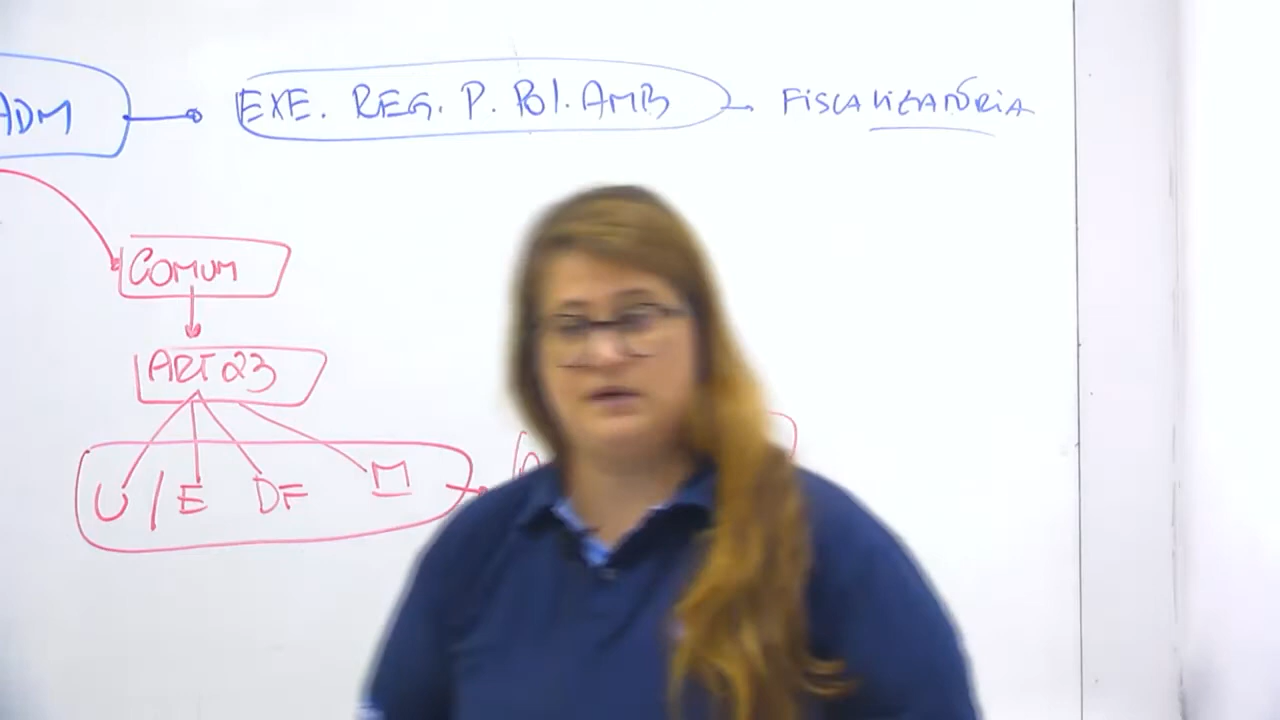 ADM EXE. REG. P. POl. AMB FISCALIZATÓRIA
COMUM
ART 23
U / E DF M